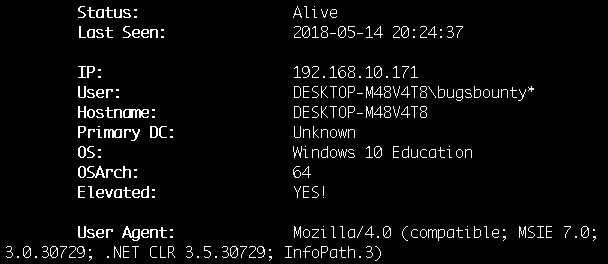 Status: Alive
Last Seen: 2018-05-14 20:24:37
IP: 192.168.10.171
User: DESKTOP-M48V4T8\bugsbounty*
Hostname: DESKTOP-M48V4T8
Primary DC: Unknown
OS: Windows 10 Education
OSArch: 64
Elevated: YES!
User Agent: Mozilla/4.0 (compatible; MSIE 7.0;
3.0.30729; .NET CLR 3.5.30729; InfoPath.3)